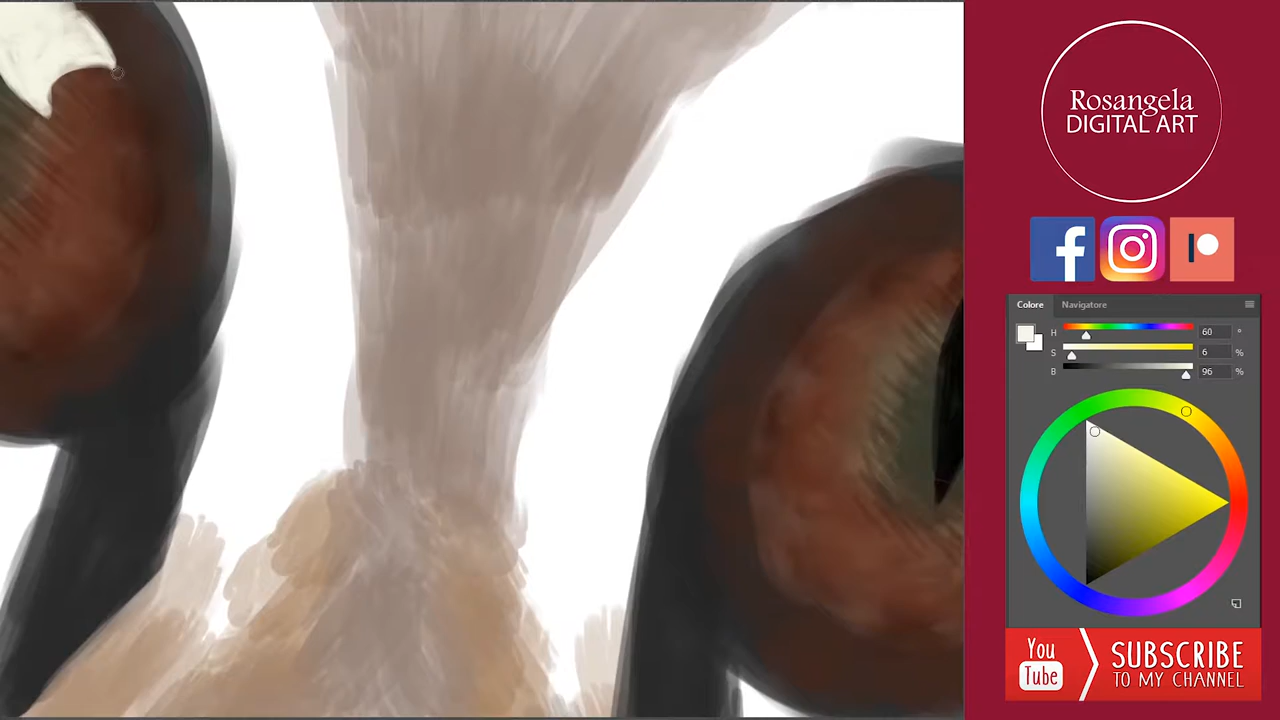 Rosangela
DIGITAL ART
Colore
Navigatore
H 60 °
S 6 %
B 96 %
You
Tube
SUBSCRIBE
TO MY CHANNEL